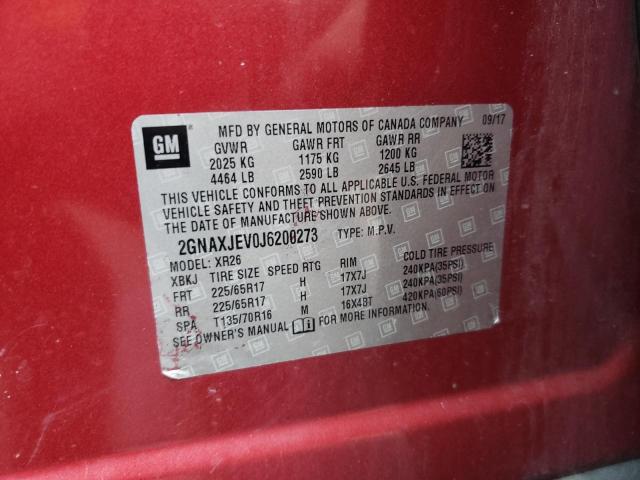 GM
MFD BY GENERAL MOTORS OF CANADA COMPANY 09/17
GVWR GAWR FRT GAWR RR
2025 KG 1175 KG 1200 KG
4464 LB 2590 LB 2645 LB
THIS VEHICLE CONFORMS TO ALL APPLICABLE U.S. FEDERAL MOTOR
VEHICLE SAFETY AND THEFT PREVENTION STANDARDS IN EFFECT ON
THE DATE OF MANUFACTURE SHOWN ABOVE.
2GNAXJEV0J6200273 TYPE: M.P.V.
MODEL: XR26
XBKJ TIRE SIZE SPEED RTG RIM COLD TIRE PRESSURE
FRT 225/65R17 H 17X7J 240KPA(35PSI)
RR 225/65R17 H 17X7J 240KPA(35PSI)
SPA T135/70R16 M 16X4BT 420KPA(60PSI)
SEE OWNER'S MANUAL